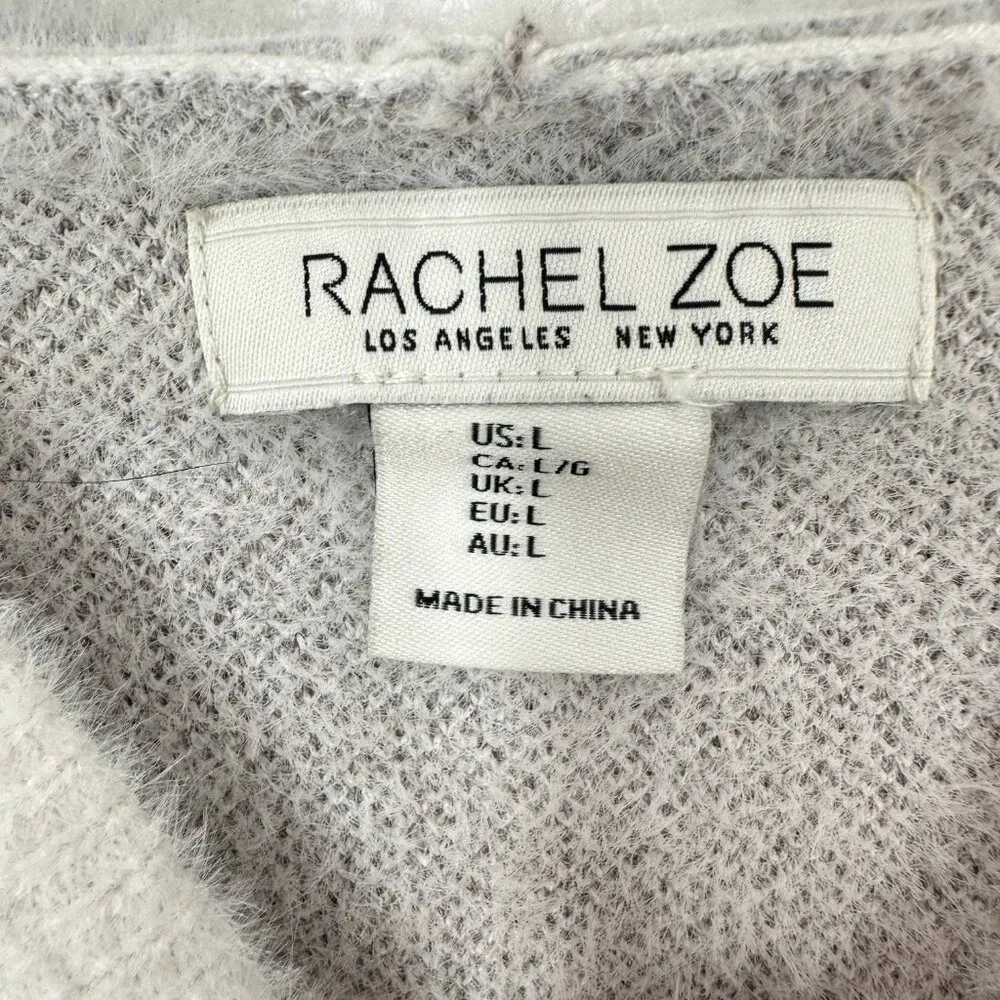 RACHEL ZOE
LOS ANGELES NEW YORK
US: L
CA: L/G
UK: L
EU: L
AU: L
MADE IN CHINA